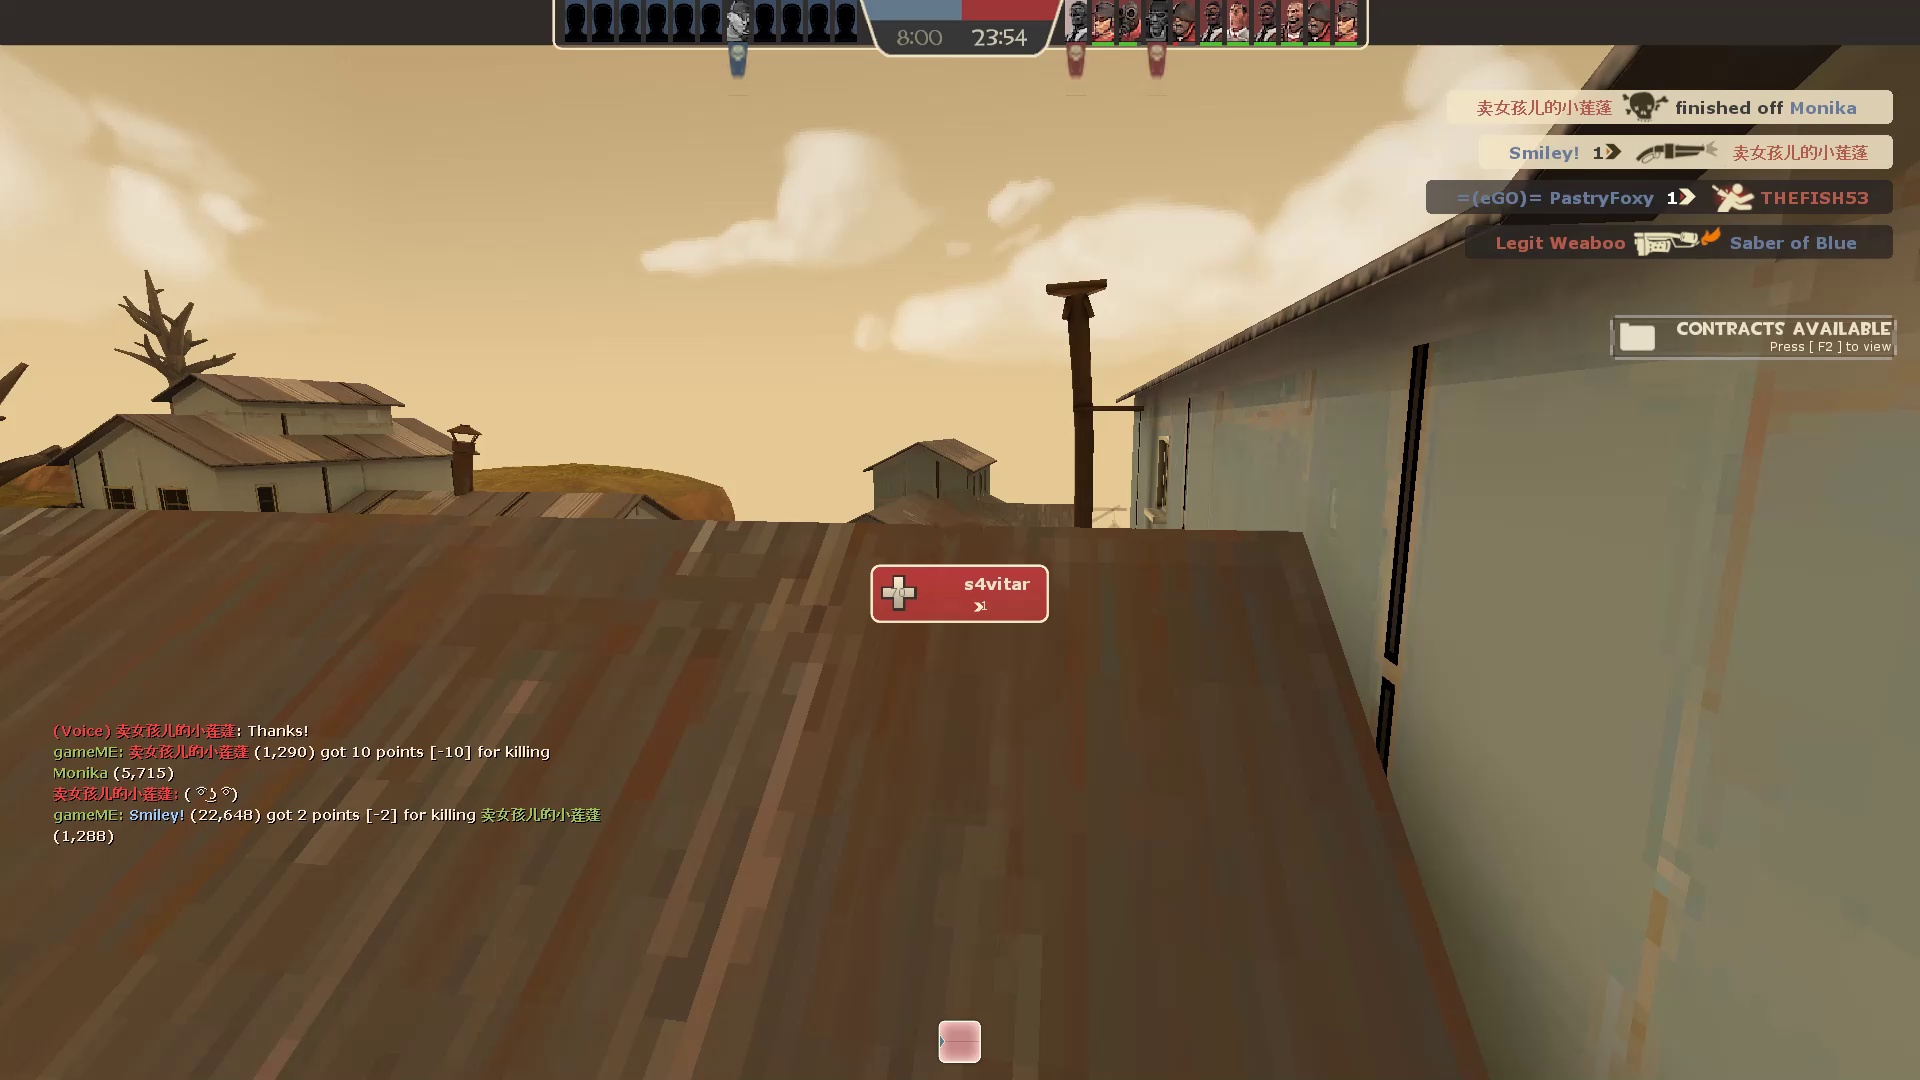 8:00 23:54
卖女孩儿的小莲蓬 finished off Monika
Smiley! 1 卖女孩儿的小莲蓬
=(eGO)= PastryFoxy 1 THEFISH53
Legit Weaboo Saber of Blue
CONTRACTS AVAILABLE
Press [ F2 ] to view
s4vitar
1
(Voice) 卖女孩儿的小莲蓬: Thanks!
gameME: 卖女孩儿的小莲蓬 (1,290) got 10 points [-10] for killing
Monika (5,715)
卖女孩儿的小莲蓬: ( ͡° ͜ʖ ͡°)
gameME: Smiley! (22,648) got 2 points [-2] for killing 卖女孩儿的小莲蓬
(1,288)